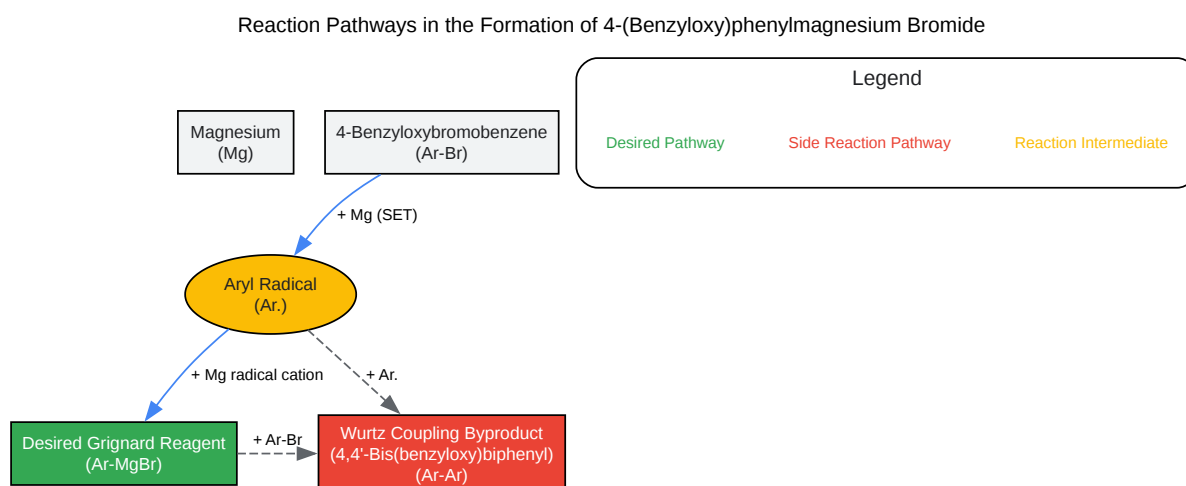 Reaction Pathways in the Formation of 4-(Benzyloxy)phenylmagnesium Bromide
Legend
Desired Pathway
Side Reaction Pathway
Reaction Intermediate
Magnesium
(Mg)
4-Benzyloxybromobenzene
(Ar-Br)
+ Mg (SET)
Aryl Radical
(Ar.)
+ Mg radical cation
+ Ar.
Desired Grignard Reagent
(Ar-MgBr)
+ Ar-Br
Wurtz Coupling Byproduct
(4,4'-Bis(benzyloxy)biphenyl)
(Ar-Ar)